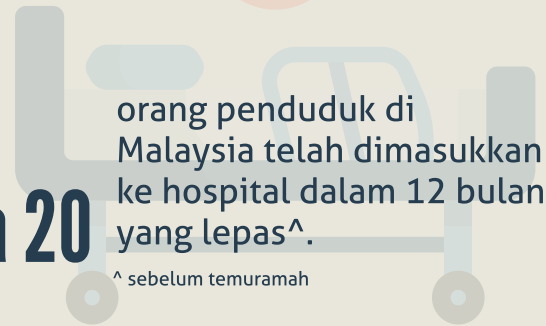 orang penduduk di
Malaysia telah dimasukkan
ke hospital dalam 12 bulan
20 yang lepas^.
^ sebelum temuramah